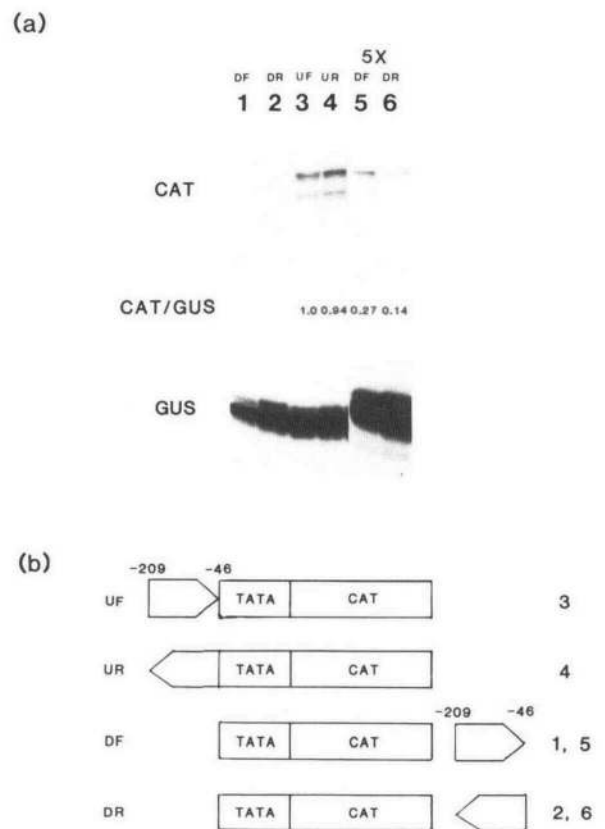 (a)
5X
DF DR UF UR DF DR
1 2 3 4 5 6
CAT
CAT/GUS 1.0 0.94 0.27 0.14
GUS
(b)
-209 -46
UF TATA CAT 3
UR TATA CAT 4
-209 -46
DF TATA CAT 1, 5
DR TATA CAT 2, 6